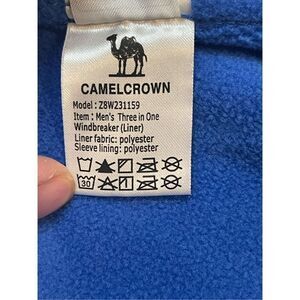 CAMELCROWN
Model: Z8W231159
Item: Men's Three in One
Windbreaker (Liner)
Liner fabric: polyester
Sleeve lining: polyester
30